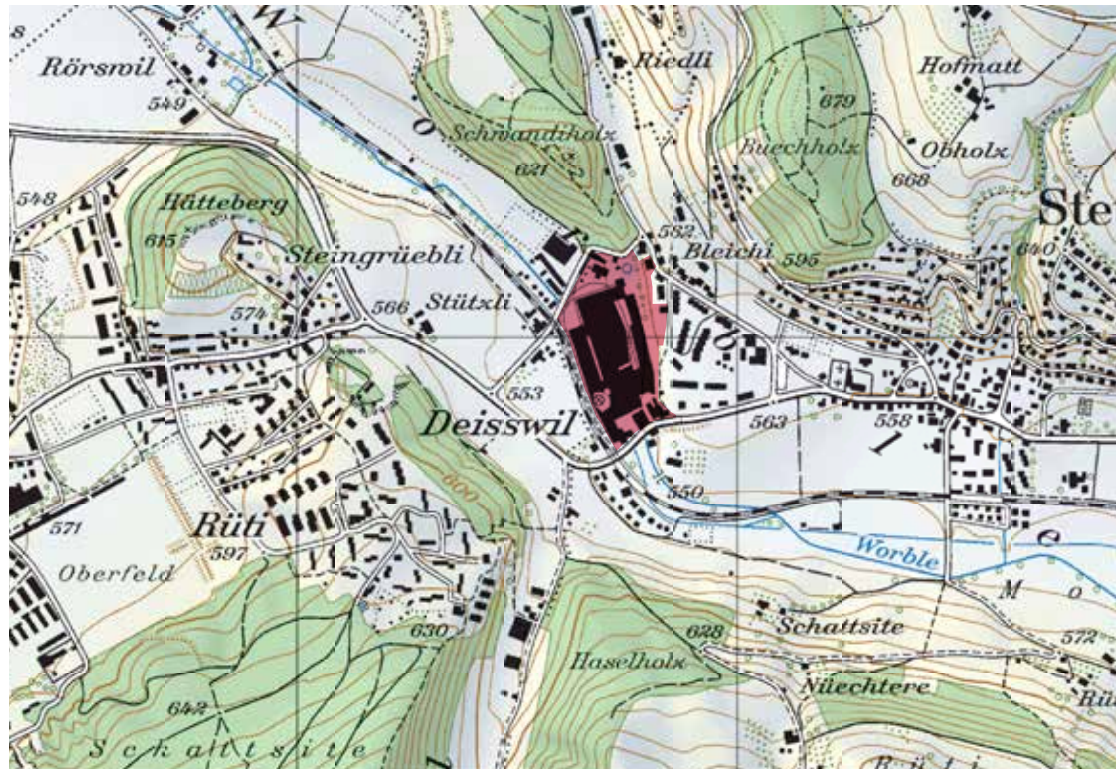 Rörswil
549
Riedli
Hofmatt
Schwandiholz
621
679
Buechholz
Obholz
668
548
Hätteberg
615
Steingrüebli
574
566
Stützli
582
Bleichi
595
Ste
640
553
Deisswil
563
558
600
550
571
Rüti
597
Oberfeld
Worble
630
628
Schattsite
572
Haselholz
Nüechtere
642
Schattsite
Rüti